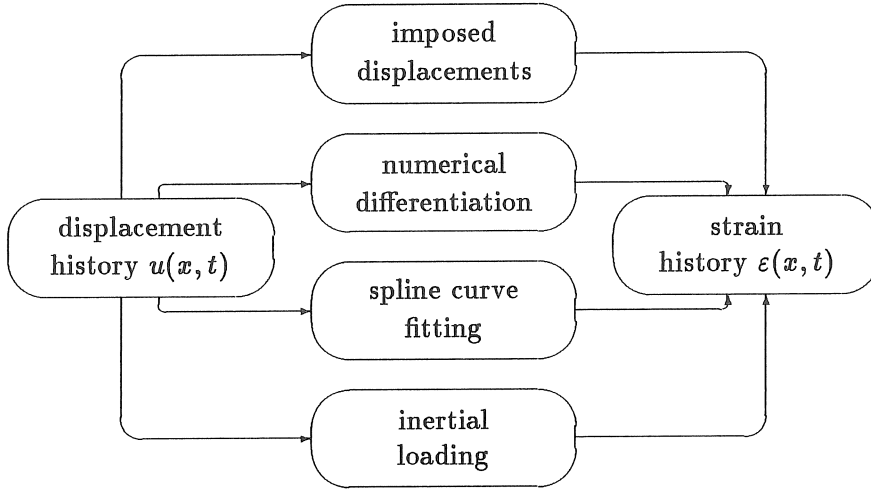 imposed
displacements
numerical
differentiation
displacement
history u(x, t)
strain
history ε(x, t)
spline curve
fitting
inertial
loading